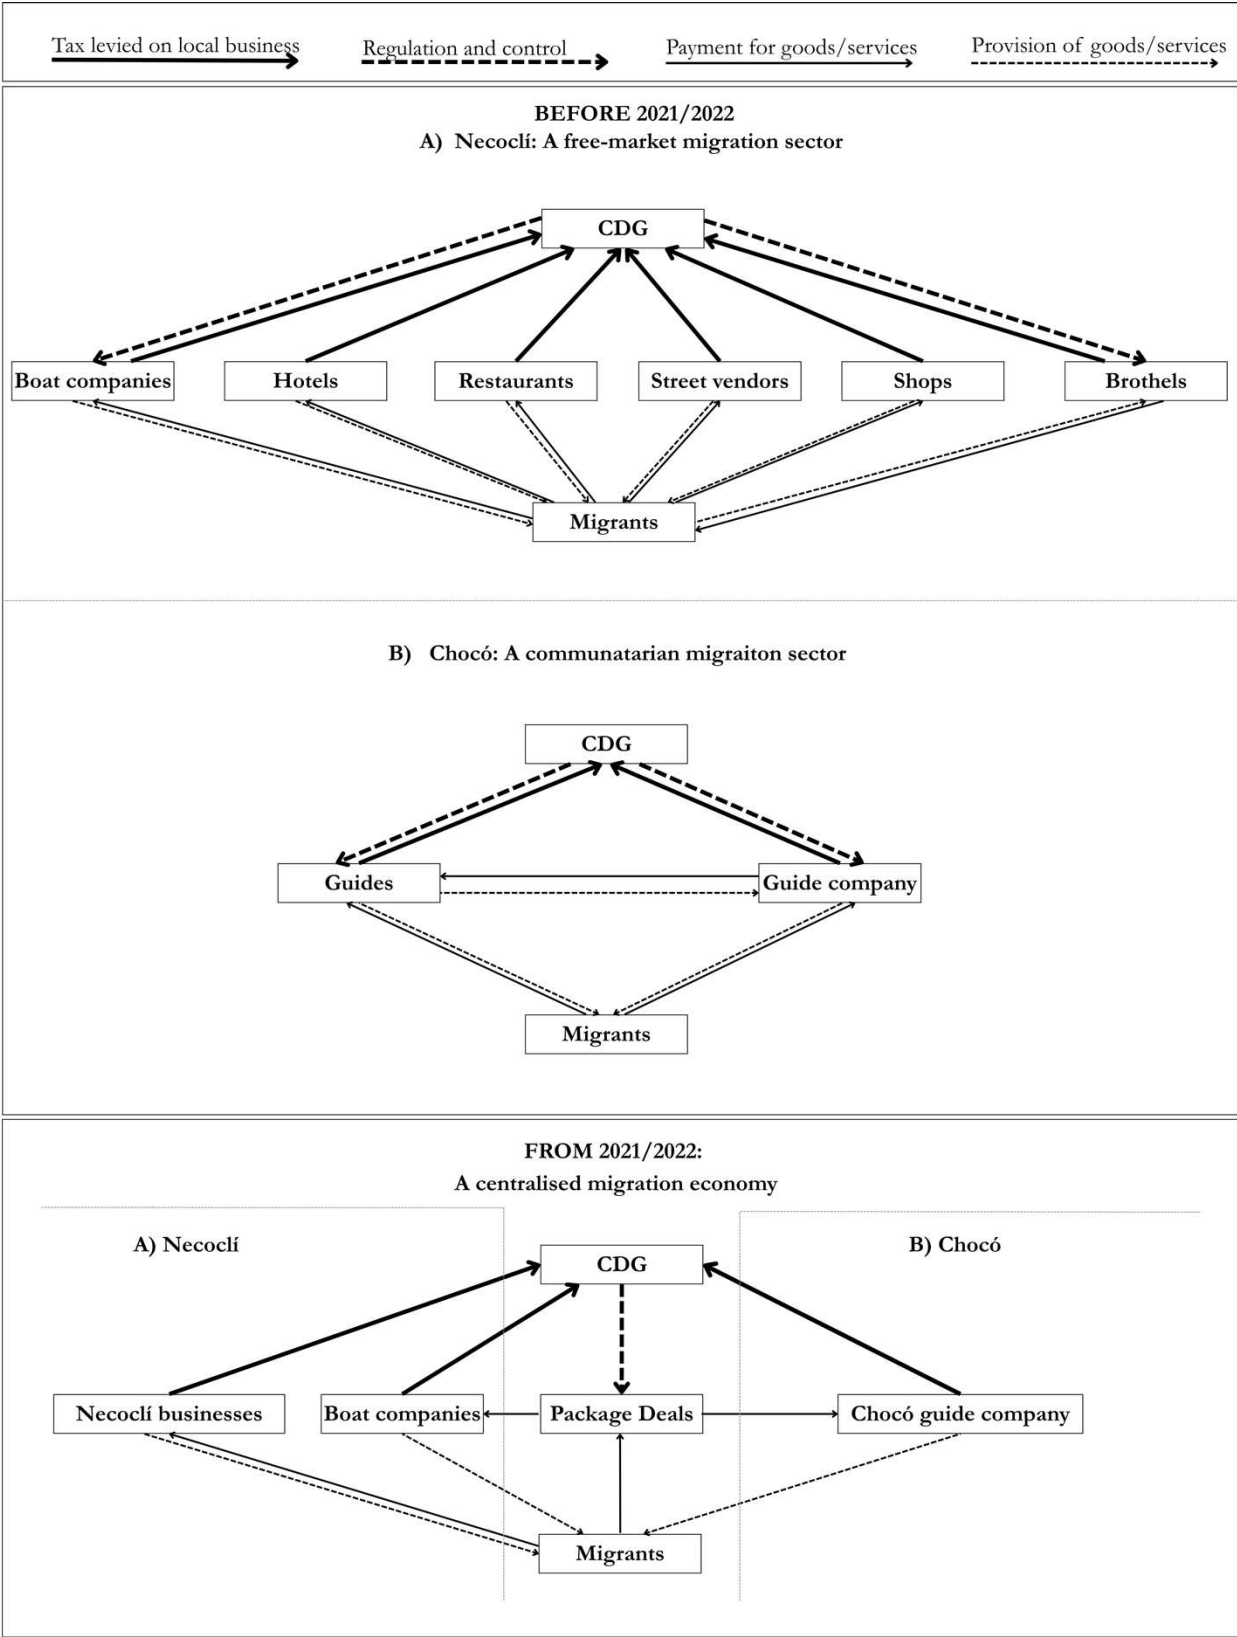 Tax levied on local business
Regulation and control
Payment for goods/services
Provision of goods/services
BEFORE 2021/2022
A) Necoclí: A free-market migration sector
CDG
Boat companies
Hotels
Restaurants
Street vendors
Shops
Brothels
Migrants
B) Chocó: A communatarian migraiton sector
CDG
Guides
Guide company
Migrants
FROM 2021/2022:
A centralised migration economy
A) Necoclí
B) Chocó
CDG
Necoclí businesses
Boat companies
Package Deals
Chocó guide company
Migrants